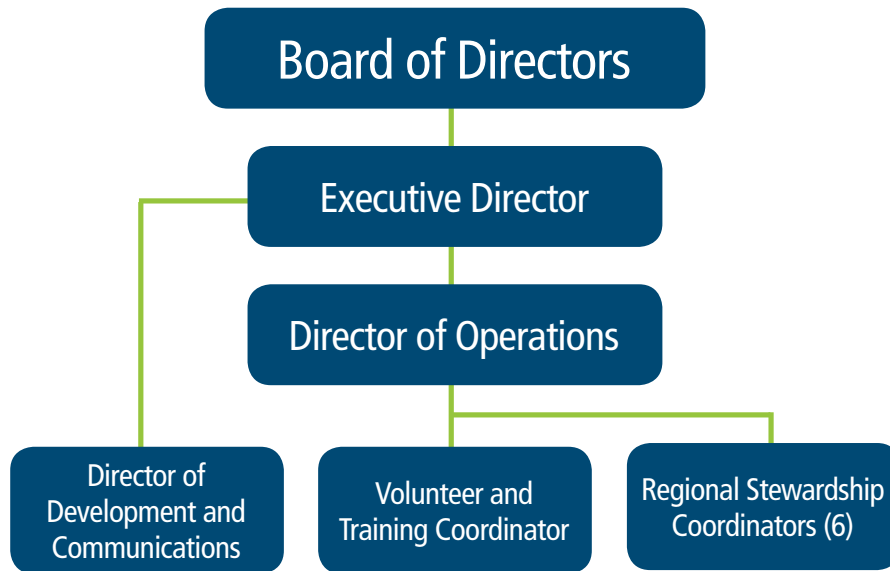 Board of Directors
Executive Director
Director of Operations
Director of
Development and
Communications
Volunteer and
Training Coordinator
Regional Stewardship
Coordinators (6)